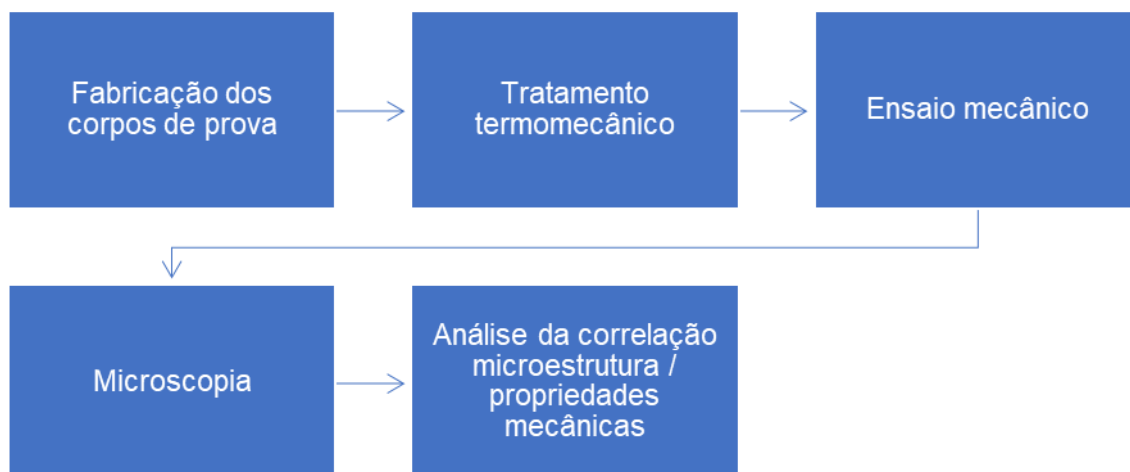 Fabricação dos
corpos de prova
Tratamento
termomecânico
Ensaio mecânico
Microscopia
Análise da correlação
microestrutura /
propriedades
mecânicas